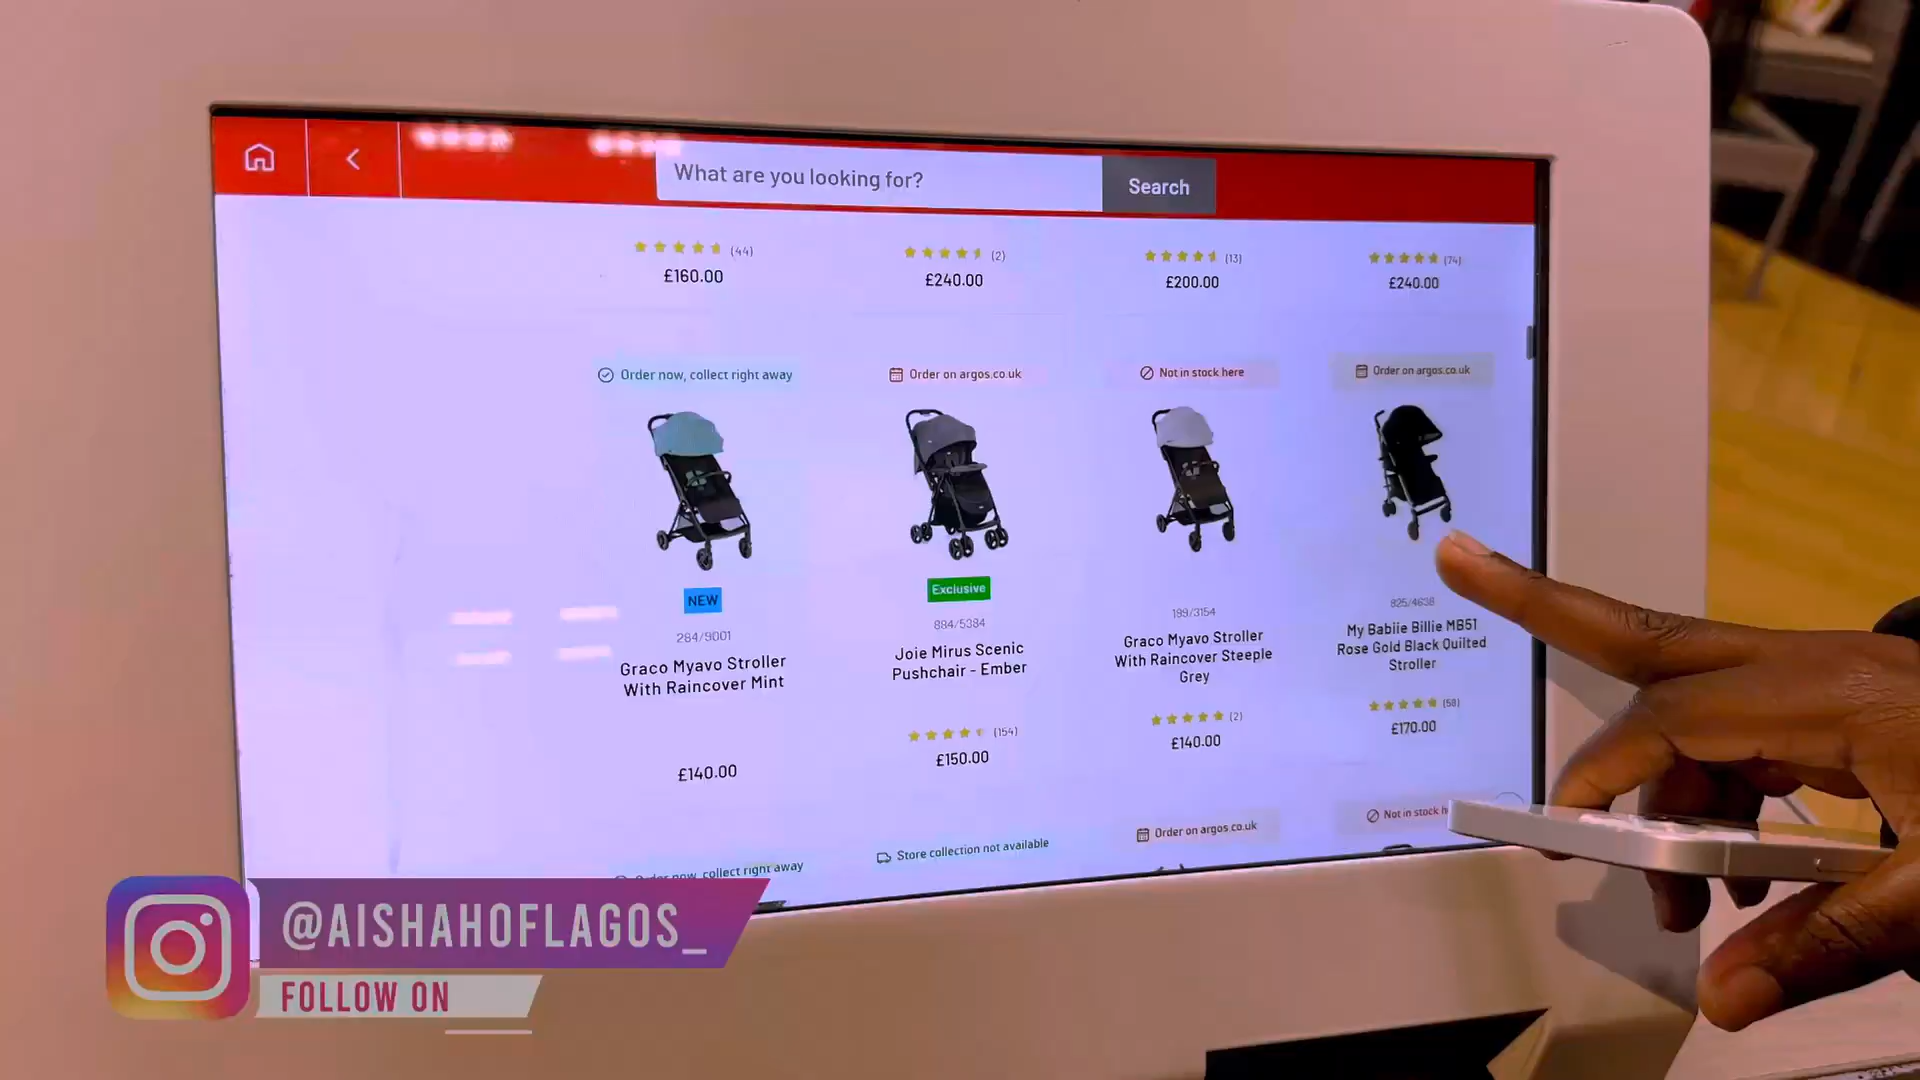 What are you looking for?
Search
(44)
£160.00
(2)
£240.00
(13)
£200.00
(74)
£240.00
Order now, collect right away
Order on argos.co.uk
Not in stock here
Order on argos.co.uk
NEW
284/9001
Graco Myavo Stroller
With Raincover Mint
£140.00
Exclusive
884/5384
Joie Mirus Scenic
Pushchair - Ember
(154)
£150.00
199/3154
Graco Myavo Stroller
With Raincover Steeple
Grey
(2)
£140.00
825/4638
My Babiie Billie MB51
Rose Gold Black Quilted
Stroller
(58)
£170.00
Order now, collect right away
Store collection not available
Order on argos.co.uk
Not in stock
@AISHAHOFLAGOS_
FOLLOW ON